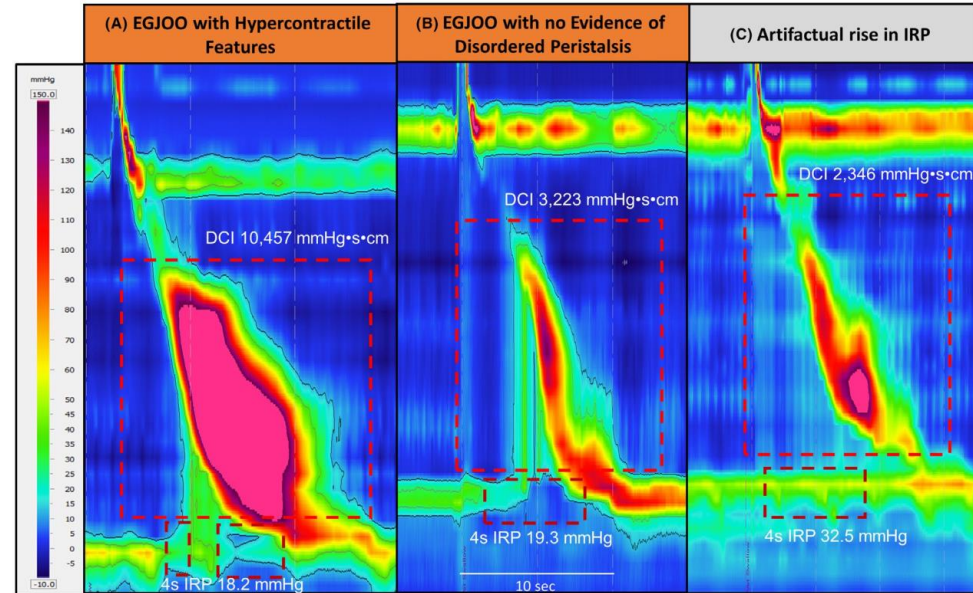 (A) EGJOO with Hypercontractile
Features
(B) EGJOO with no Evidence of
Disordered Peristalsis
(C) Artifactual rise in IRP
mmHg
150.0
140
130
120
110
100
90
80
70
60
50
45
40
35
30
25
20
15
10
5
0
-5
-10.0
DCI 10,457 mmHg•s•cm
4s IRP 18.2 mmHg
DCI 3,223 mmHg•s•cm
4s IRP 19.3 mmHg
10 sec
DCI 2,346 mmHg•s•cm
4s IRP 32.5 mmHg